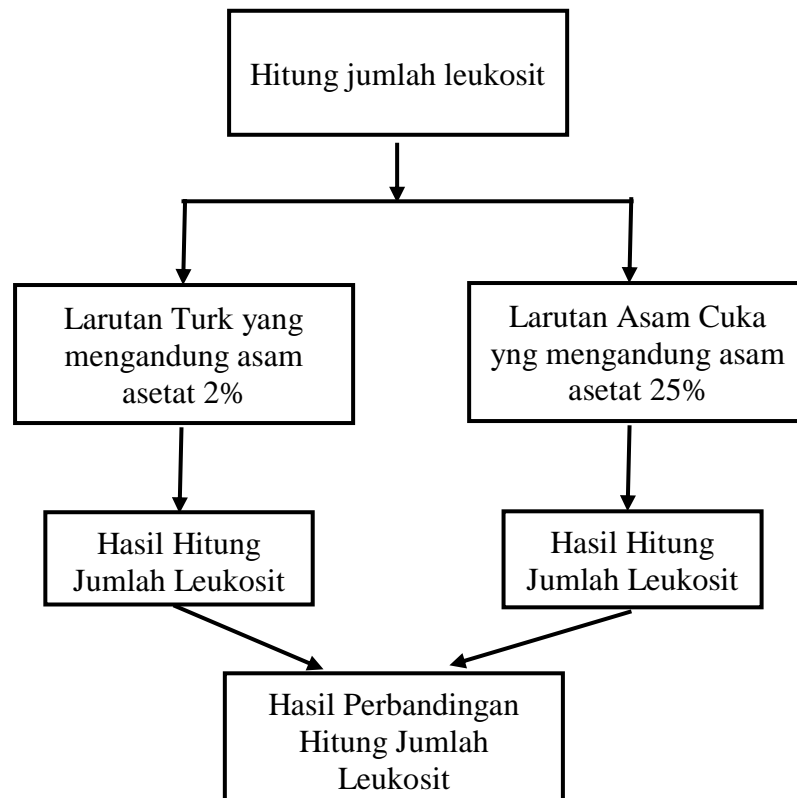 Hitung jumlah leukosit
Larutan Turk yang
mengandung asam
asetat 2%
Larutan Asam Cuka
yng mengandung asam
asetat 25%
Hasil Hitung
Jumlah Leukosit
Hasil Hitung
Jumlah Leukosit
Hasil Perbandingan
Hitung Jumlah
Leukosit